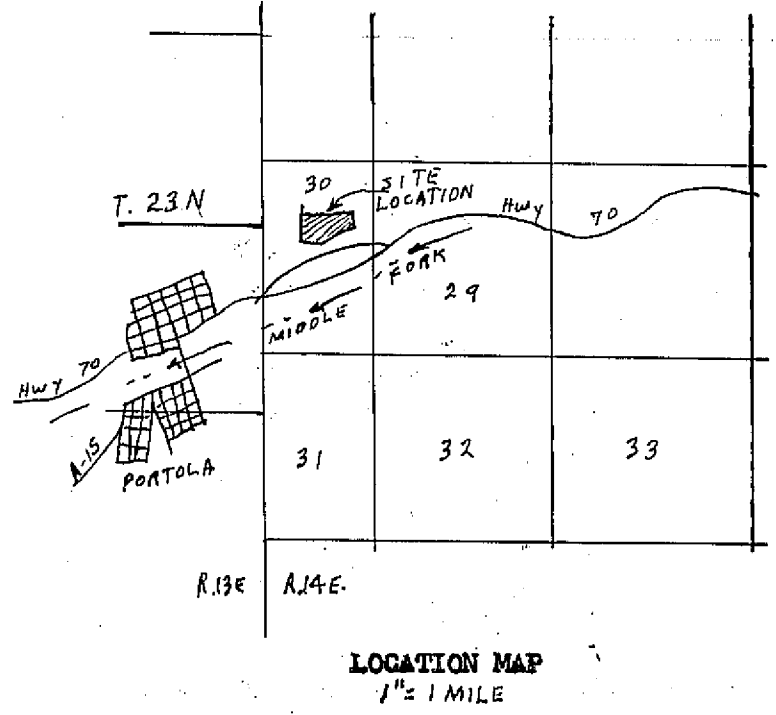 30
SITE
LOCATION
T. 23 N
Hwy 70
FORK
29
MIDDLE
Hwy 70
A-15
PORTOLA
31
32
33
R.13E
R.14E.
LOCATION MAP
1"= 1 MILE